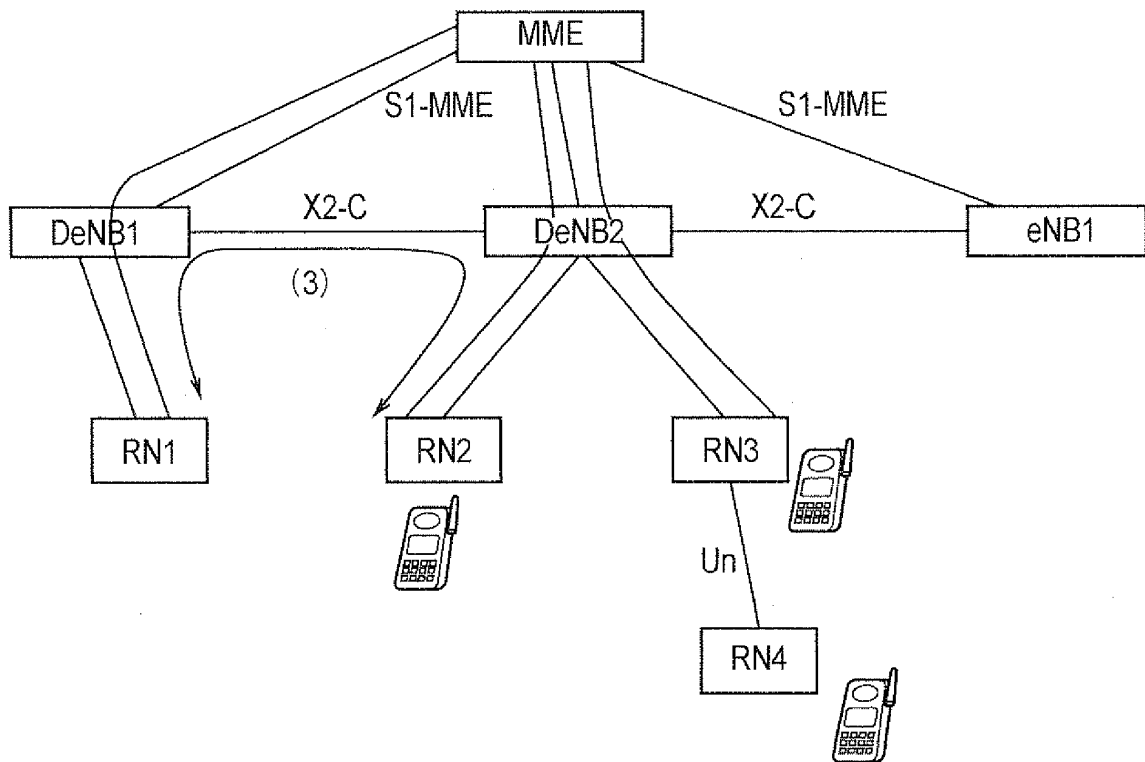 MME
S1-MME
S1-MME
DeNB1
X2-C
DeNB2
X2-C
eNB1
(3)
RN1
RN2
RN3
Un
RN4